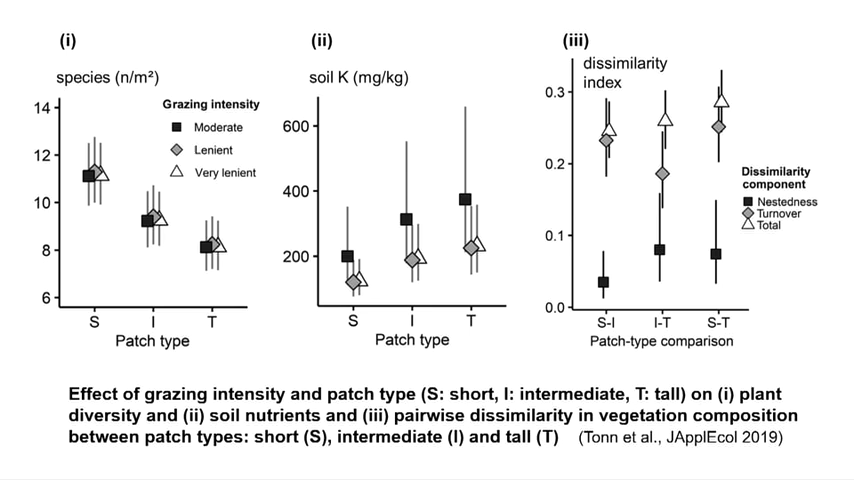 (i)
species (n/m²)
14
12
10
8
6
Grazing intensity
Moderate
Lenient
Very lenient
S I T
Patch type
(ii)
soil K (mg/kg)
600
400
200
S I T
Patch type
(iii)
dissimilarity
index
0.3
0.2
0.1
0.0
Dissimilarity
component
Nestedness
Turnover
Total
S-I I-T S-T
Patch-type comparison
Effect of grazing intensity and patch type (S: short, I: intermediate, T: tall) on (i) plant
diversity and (ii) soil nutrients and (iii) pairwise dissimilarity in vegetation composition
between patch types: short (S), intermediate (I) and tall (T) (Tonn et al., JApplEcol 2019)